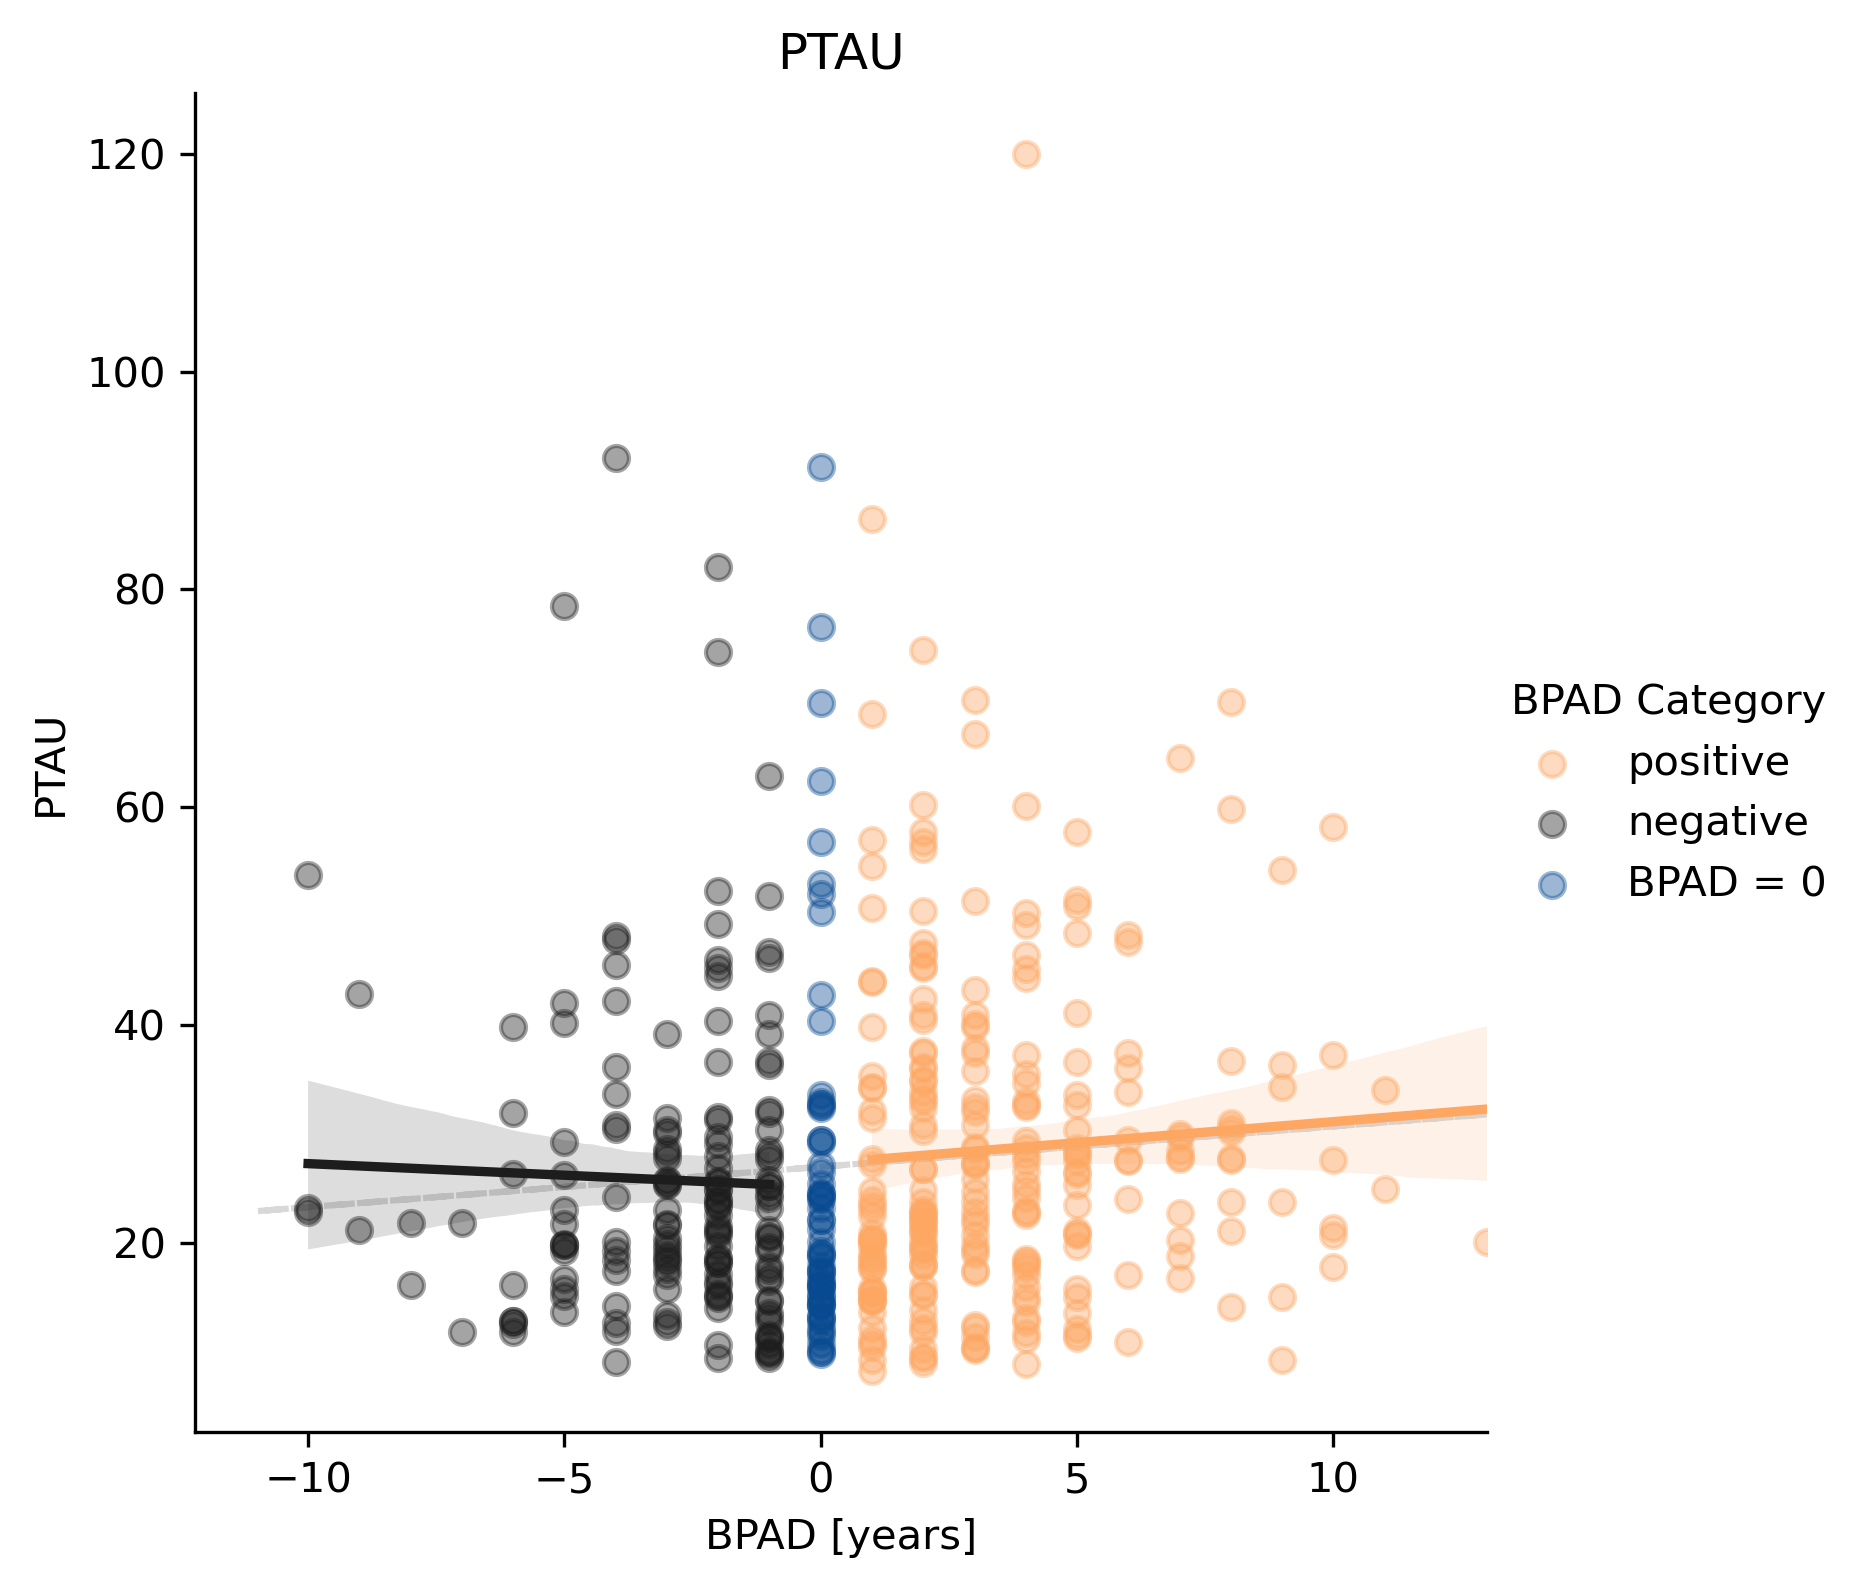 PTAU
120
100
80
60
40
20
PTAU
−10
−5
0
5
10
BPAD [years]
BPAD Category
positive
negative
BPAD = 0